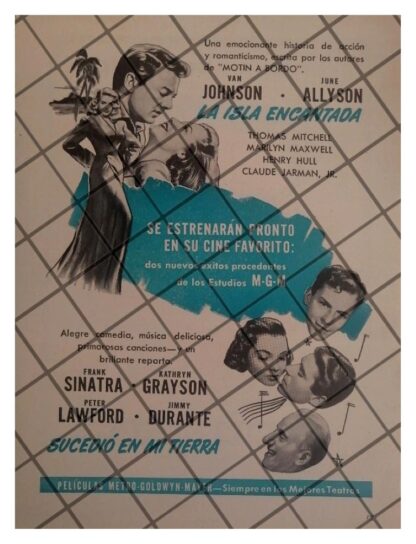 Una emocionante historia de acción
y romanticismo, escrita por los autores
de "MOTIN A BORDO".
VAN JUNE
JOHNSON • ALLYSON
LA ISLA ENCANTADA
THOMAS MITCHELL
MARILYN MAXWELL
HENRY HULL
CLAUDE JARMAN, JR.
SE ESTRENARÁN PRONTO
EN SU CINE FAVORITO:
dos nuevos éxitos procedentes
de los Estudios M-G-M
Alegre comedia, música deliciosa,
primorosas canciones—y un
brillante reparto.
FRANK KATHRYN
SINATRA • GRAYSON
PETER JIMMY
LAWFORD • DURANTE
SUCEDIÓ EN MI TIERRA
PELÍCULAS METRO-GOLDWYN-MAYER—Siempre en los Mejores Teatros